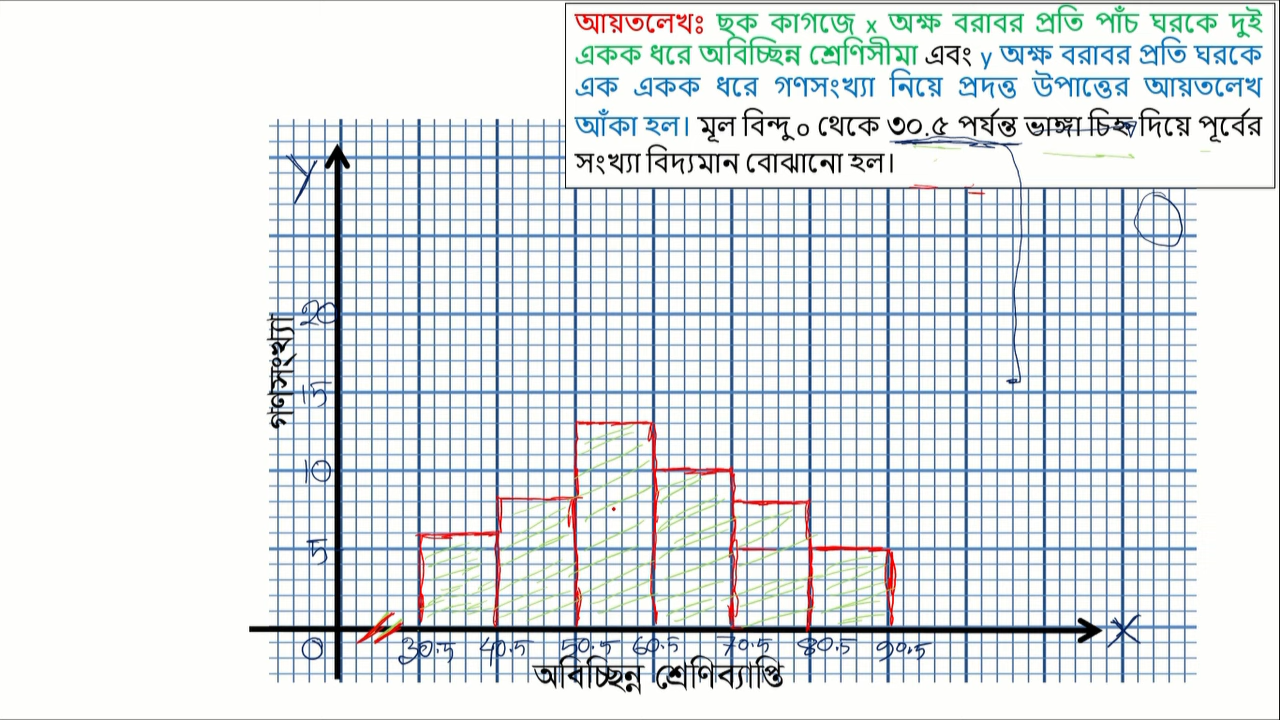 আয়তলেখঃ ছক কাগজে x অক্ষ বরাবর প্রতি পাঁচ ঘরকে দুই
একক ধরে অবিচ্ছিন্ন শ্রেণিসীমা এবং y অক্ষ বরাবর প্রতি ঘরকে
এক একক ধরে গণসংখ্যা নিয়ে প্রদত্ত উপাত্তের আয়তলেখ
আঁকা হল। মূল বিন্দু ০ থেকে ৩০.৫ পর্যন্ত ভাঙ্গা চিহ্ন দিয়ে পূর্বের
সংখ্যা বিদ্যমান বোঝানো হল।
Y
20
গণসংখ্যা
15
10
5
0
30.5 40.5 50.5 60.5 70.5 80.5 90.5
X
অবিচ্ছিন্ন শ্রেণিব্যাপ্তি